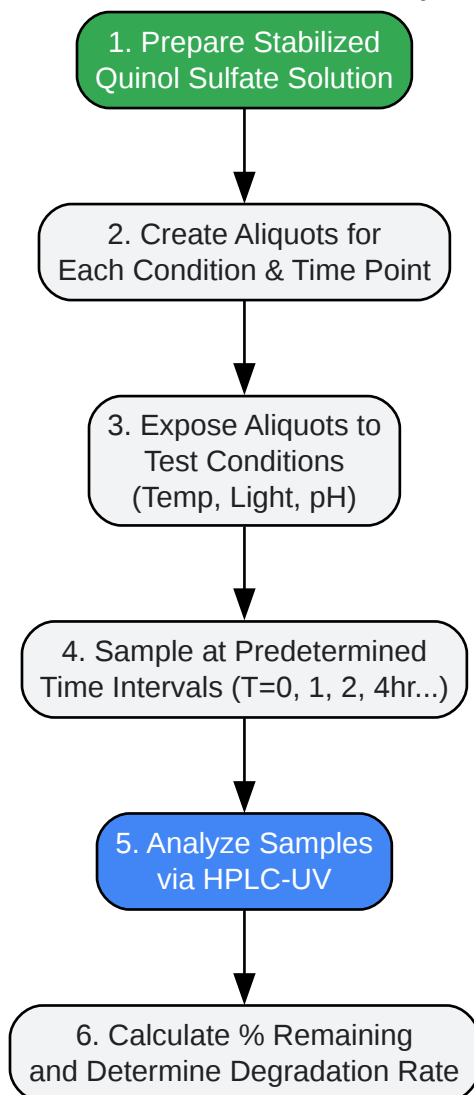 1. Prepare Stabilized
Quinol Sulfate Solution
2. Create Aliquots for
Each Condition & Time Point
3. Expose Aliquots to
Test Conditions
(Temp, Light, pH)
4. Sample at Predetermined
Time Intervals (T=0, 1, 2, 4hr...)
5. Analyze Samples
via HPLC-UV
6. Calculate % Remaining
and Determine Degradation Rate